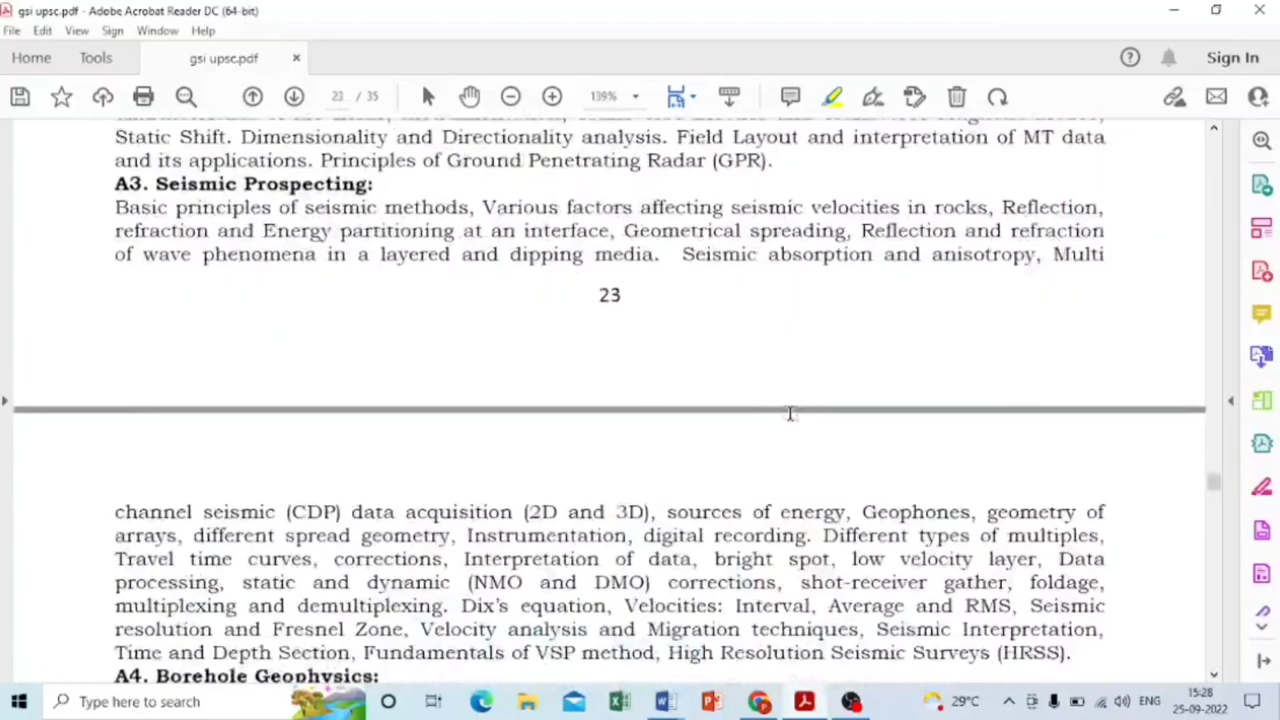 gsi upsc.pdf - Adobe Acrobat Reader DC (64-bit)
File Edit View Sign Window Help
Home Tools gsi upsc.pdf × Sign In
23 / 35 139%
Static Shift. Dimensionality and Directionality analysis. Field Layout and interpretation of MT data
and its applications. Principles of Ground Penetrating Radar (GPR).
A3. Seismic Prospecting:
Basic principles of seismic methods, Various factors affecting seismic velocities in rocks, Reflection,
refraction and Energy partitioning at an interface, Geometrical spreading, Reflection and refraction
of wave phenomena in a layered and dipping media. Seismic absorption and anisotropy, Multi
23
channel seismic (CDP) data acquisition (2D and 3D), sources of energy, Geophones, geometry of
arrays, different spread geometry, Instrumentation, digital recording. Different types of multiples,
Travel time curves, corrections, Interpretation of data, bright spot, low velocity layer, Data
processing, static and dynamic (NMO and DMO) corrections, shot-receiver gather, foldage,
multiplexing and demultiplexing. Dix's equation, Velocities: Interval, Average and RMS, Seismic
resolution and Fresnel Zone, Velocity analysis and Migration techniques, Seismic Interpretation,
Time and Depth Section, Fundamentals of VSP method, High Resolution Seismic Surveys (HRSS).
A4. Borehole Geophysics:
Type here to search 29°C ENG 15:28
25-09-2022